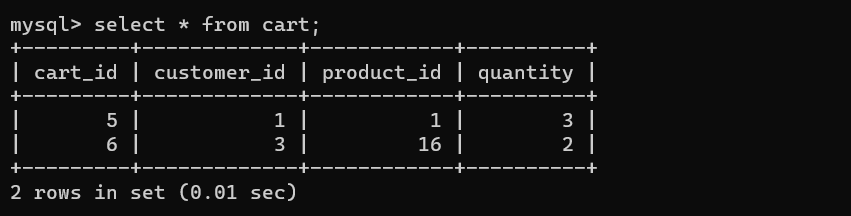 mysql> select * from cart;
+---------+-------------+------------+----------+
| cart_id | customer_id | product_id | quantity |
+---------+-------------+------------+----------+
|       5 |           1 |          1 |        3 |
|       6 |           3 |         16 |        2 |
+---------+-------------+------------+----------+
2 rows in set (0.01 sec)